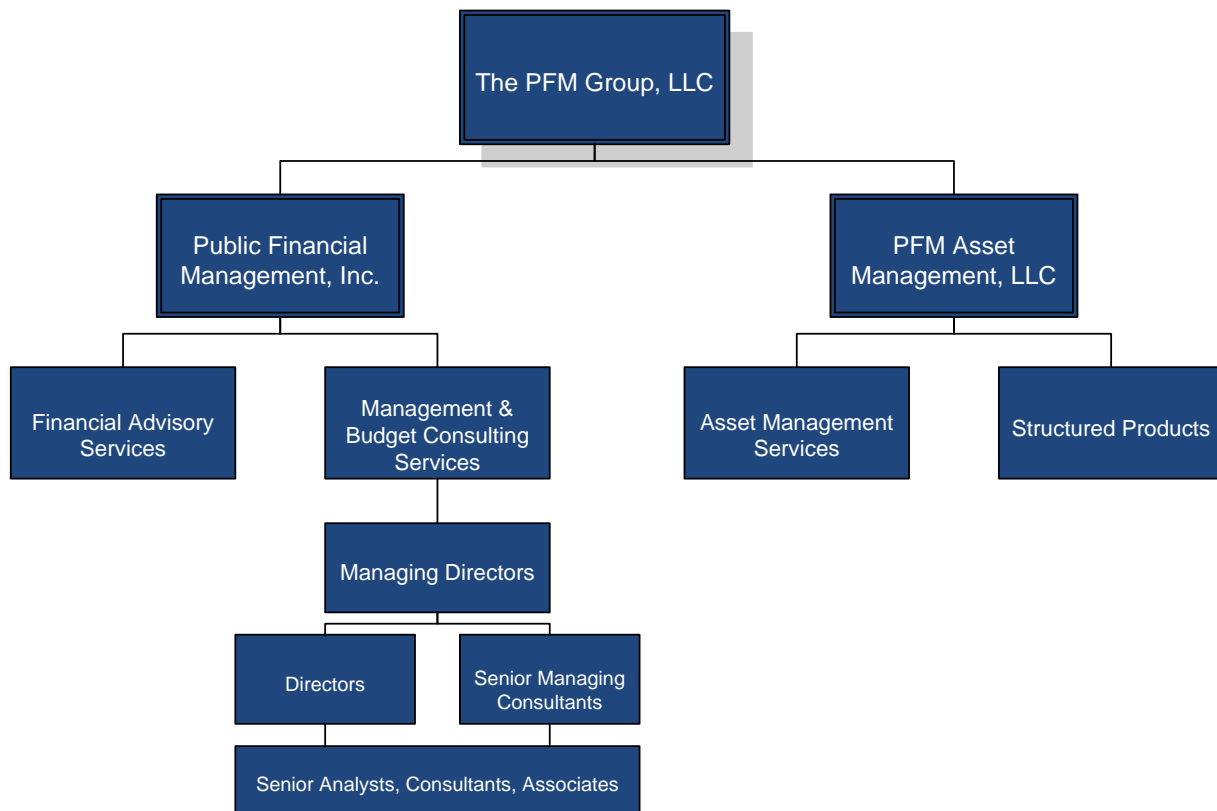 The PFM Group, LLC
Public Financial
Management, Inc.
PFM Asset
Management, LLC
Financial Advisory
Services
Management &
Budget Consulting
Services
Asset Management
Services
Structured Products
Managing Directors
Directors
Senior Managing
Consultants
Senior Analysts, Consultants, Associates